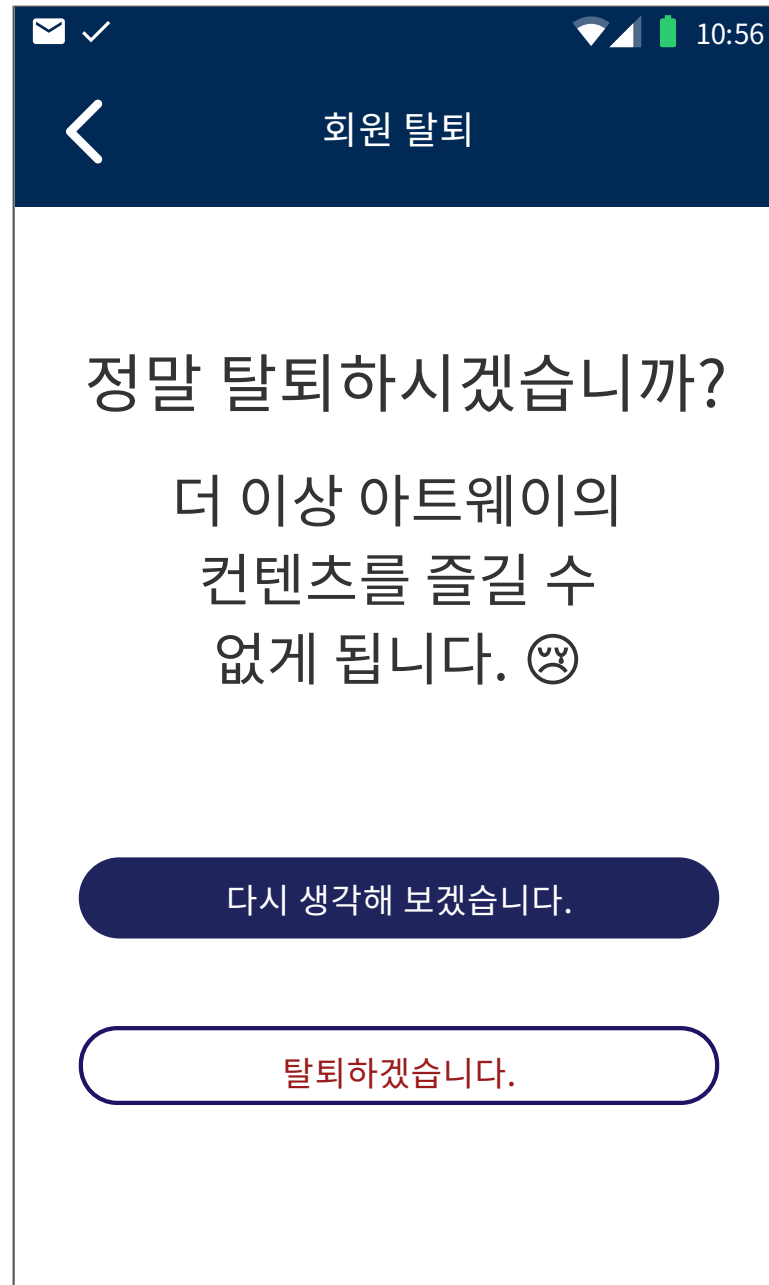 10:56
회원 탈퇴
정말 탈퇴하시겠습니까?
더 이상 아트웨이의
컨텐츠를 즐길 수
없게 됩니다. 😢
다시 생각해 보겠습니다.
탈퇴하겠습니다.